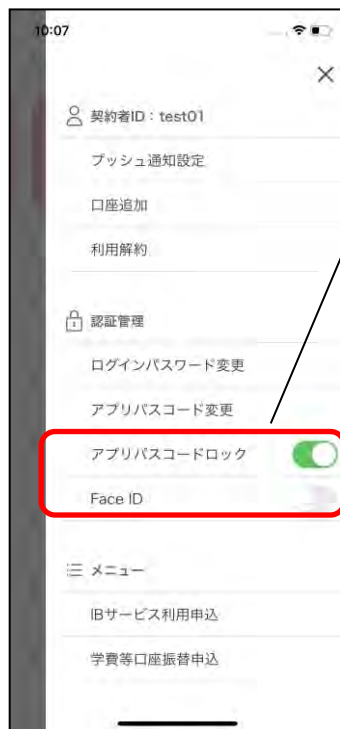 10:07
契約者ID：test01
プッシュ通知設定
口座追加
利用解約
認証管理
ログインパスワード変更
アプリパスコード変更
アプリパスコードロック
Face ID
メニュー
IBサービス利用申込
学費等口座振替申込